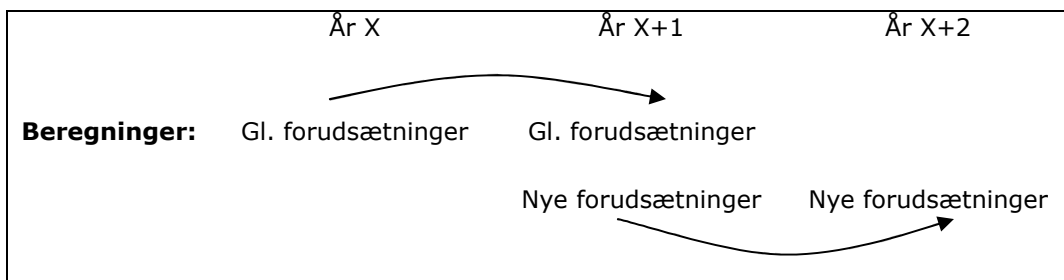 År X År X+1 År X+2
Beregninger: Gl. forudsætninger Gl. forudsætninger
Nye forudsætninger Nye forudsætninger